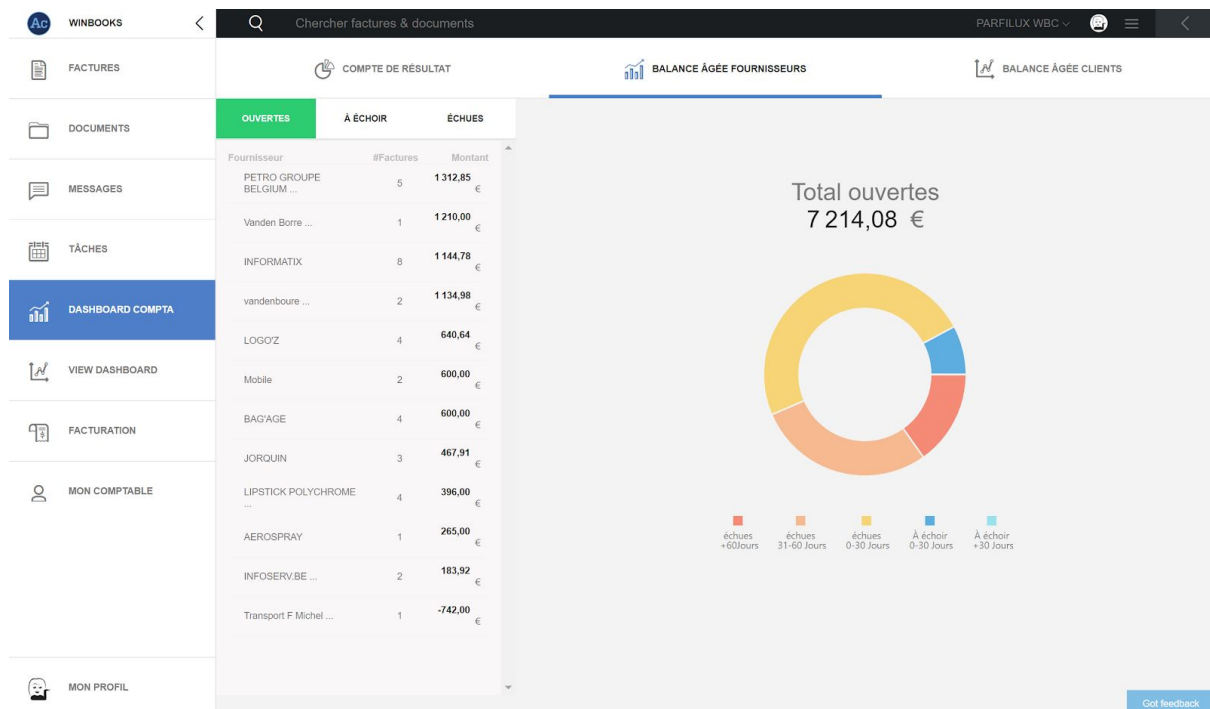 Ac WINBOOKS
Chercher factures & documents
PARFILUX WBC
FACTURES
DOCUMENTS
MESSAGES
TÂCHES
DASHBOARD COMPTA
VIEW DASHBOARD
FACTURATION
MON COMPTABLE
MON PROFIL
COMPTE DE RÉSULTAT
BALANCE ÂGÉE FOURNISSEURS
BALANCE ÂGÉE CLIENTS
OUVERTES À ÉCHOIR ÉCHUES
Fournisseur #Factures Montant
PETRO GROUPE
BELGIUM ... 5 1 312,85 €
Vanden Borre ... 1 1 210,00 €
INFORMATIX 8 1 144,78 €
vandenboure ... 2 1 134,98 €
LOGO'Z 4 640,64 €
Mobile 2 600,00 €
BAG'AGE 4 600,00 €
JORQUIN 3 467,91 €
LIPSTICK POLYCHROME
... 4 396,00 €
AEROSPRAY 1 265,00 €
INFOSERV.BE ... 2 183,92 €
Transport F Michel ... 1 -742,00 €
Total ouvertes
7 214,08 €
échues
+60Jours
échues
31-60 Jours
échues
0-30 Jours
À échoir
0-30 Jours
À échoir
+30 Jours
Got feedback